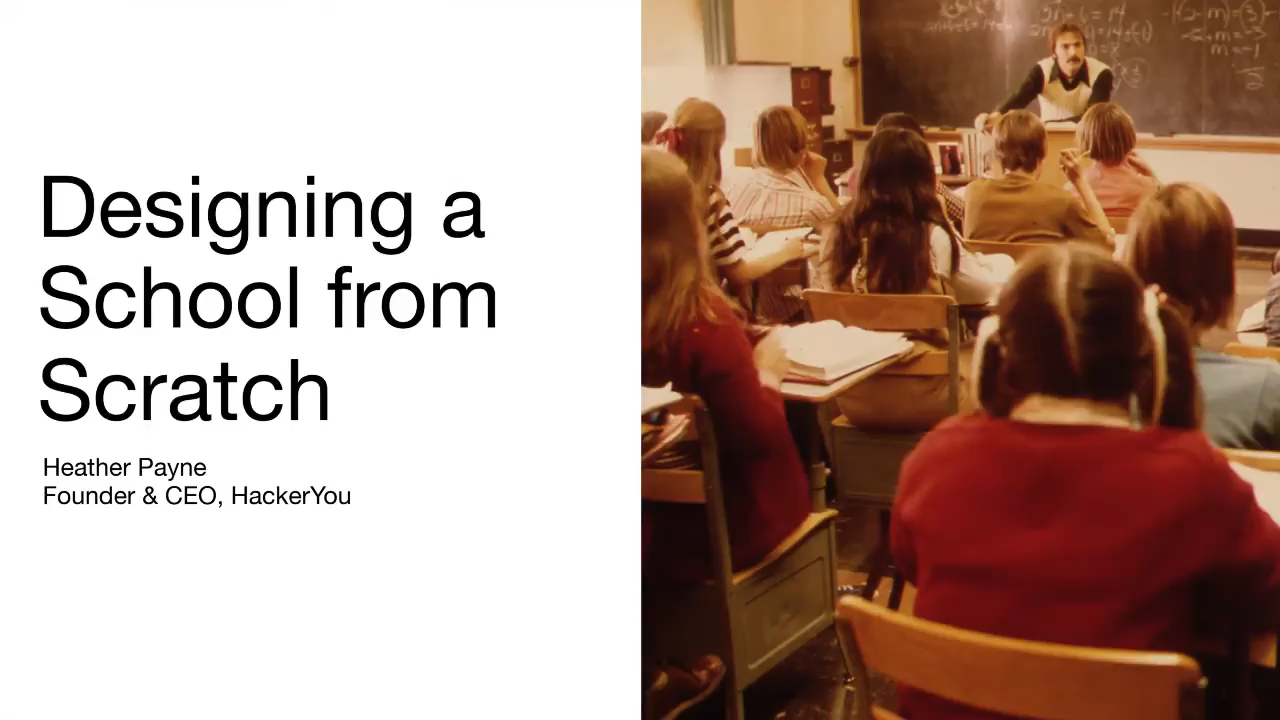 Designing a
School from
Scratch
Heather Payne
Founder & CEO, HackerYou